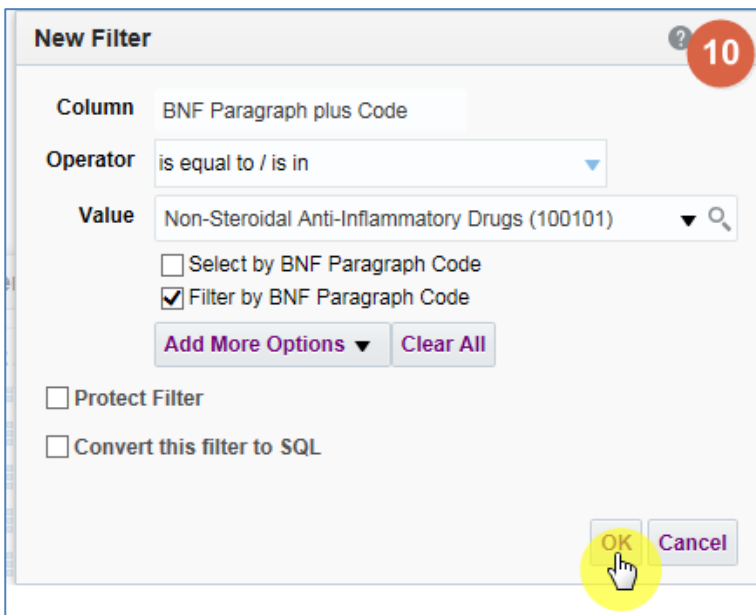 New Filter
? 10
Column BNF Paragraph plus Code
Operator is equal to / is in
Value Non-Steroidal Anti-Inflammatory Drugs (100101)
Select by BNF Paragraph Code
Filter by BNF Paragraph Code
Add More Options Clear All
Protect Filter
Convert this filter to SQL
OK Cancel